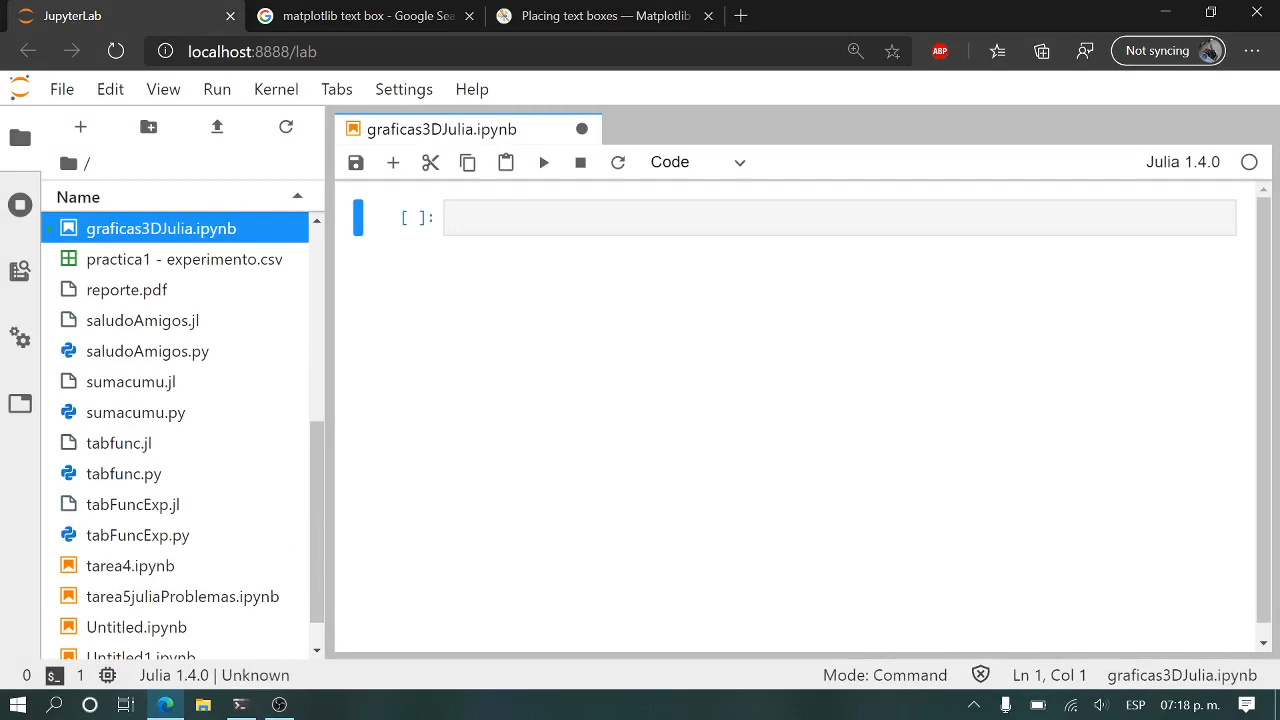 JupyterLab
matplotlib text box - Google Sea
Placing text boxes — Matplotlib
localhost:8888/lab
ABP
Not syncing
File Edit View Run Kernel Tabs Settings Help
graficas3DJulia.ipynb
/
Code
Julia 1.4.0
Name
[ ]:
graficas3DJulia.ipynb
practica1 - experimento.csv
reporte.pdf
saludoAmigos.jl
saludoAmigos.py
sumacumu.jl
sumacumu.py
tabfunc.jl
tabfunc.py
tabFuncExp.jl
tabFuncExp.py
tarea4.ipynb
tarea5juliaProblemas.ipynb
Untitled.ipynb
Untitled1.ipynb
0 $_ 1 Julia 1.4.0 | Unknown
Mode: Command
Ln 1, Col 1
graficas3DJulia.ipynb
ESP
07:18 p. m.